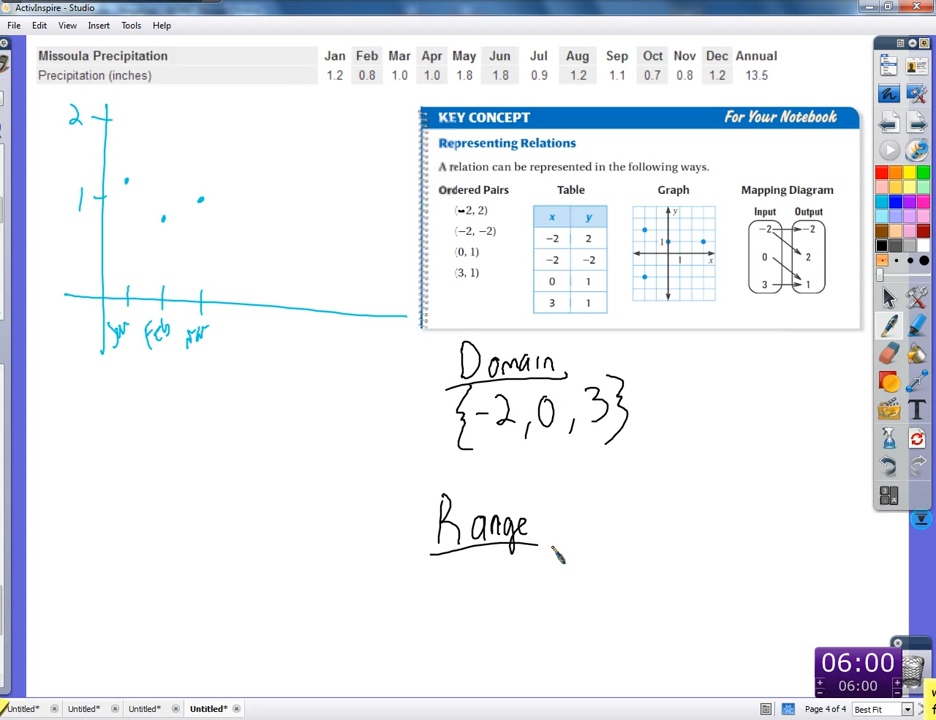 ActivInspire - Studio
File Edit View Insert Tools Help
Missoula Precipitation Jan Feb Mar Apr May Jun Jul Aug Sep Oct Nov Dec Annual
Precipitation (inches) 1.2 0.8 1.0 1.0 1.8 1.8 0.9 1.2 1.1 0.7 0.8 1.2 13.5
2
1
Feb
KEY CONCEPT For Your Notebook
Representing Relations
A relation can be represented in the following ways.
Ordered Pairs Table Graph Mapping Diagram
(-2, 2)
(-2, -2)
(0, 1)
(3, 1)
x y
-2 2
-2 -2
0 1
3 1
y
1
1 x
Input Output
-2 -2
0 2
3 1
Domain
{-2, 0, 3}
Range
06:00
06:00
Untitled* Untitled* Untitled* Untitled* Page 4 of 4 Best Fit